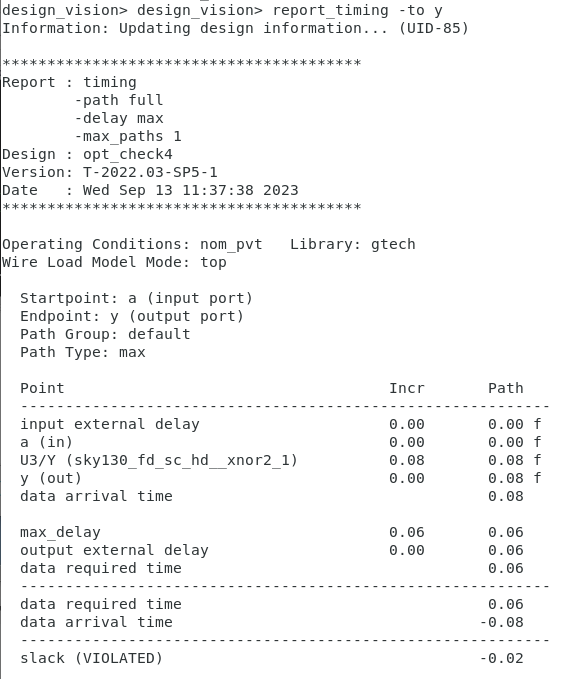 design_vision> design_vision> report_timing -to y
Information: Updating design information... (UID-85)
****************************************
Report : timing
        -path full
        -delay max
        -max_paths 1
Design : opt_check4
Version: T-2022.03-SP5-1
Date   : Wed Sep 13 11:37:38 2023
****************************************
Operating Conditions: nom_pvt   Library: gtech
Wire Load Model Mode: top
  Startpoint: a (input port)
  Endpoint: y (output port)
  Path Group: default
  Path Type: max
  Point                                    Incr       Path
  -----------------------------------------------------------
  input external delay                     0.00       0.00 f
  a (in)                                   0.00       0.00 f
  U3/Y (sky130_fd_sc_hd__xnor2_1)          0.08       0.08 f
  y (out)                                  0.00       0.08 f
  data arrival time                                   0.08
  max_delay                                0.06       0.06
  output external delay                    0.00       0.06
  data required time                                  0.06
  -----------------------------------------------------------
  data required time                                  0.06
  data arrival time                                  -0.08
  -----------------------------------------------------------
  slack (VIOLATED)                                   -0.02